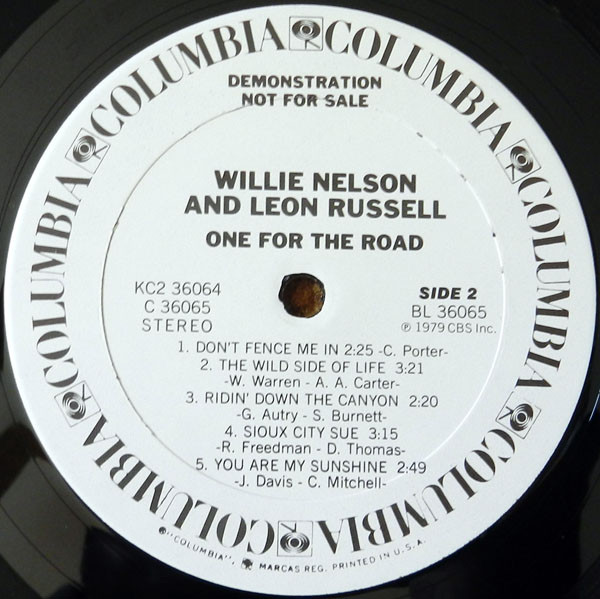 COLUMBIA COLUMBIA COLUMBIA COLUMBIA COLUMBIA COLUMBIA COLUMBIA COLUMBIA
DEMONSTRATION
NOT FOR SALE
WILLIE NELSON
AND LEON RUSSELL
ONE FOR THE ROAD
KC2 36064
C 36065
STEREO
SIDE 2
BL 36065
℗ 1979 CBS Inc.
1. DON'T FENCE ME IN 2:25 -C. Porter-
2. THE WILD SIDE OF LIFE 3:21
-W. Warren - A. A. Carter-
3. RIDIN' DOWN THE CANYON 2:20
-G. Autry - S. Burnett-
4. SIOUX CITY SUE 3:15
-R. Freedman - D. Thomas-
5. YOU ARE MY SUNSHINE 2:49
-J. Davis - C. Mitchell-
"COLUMBIA", MARCAS REG. PRINTED IN U.S.A.